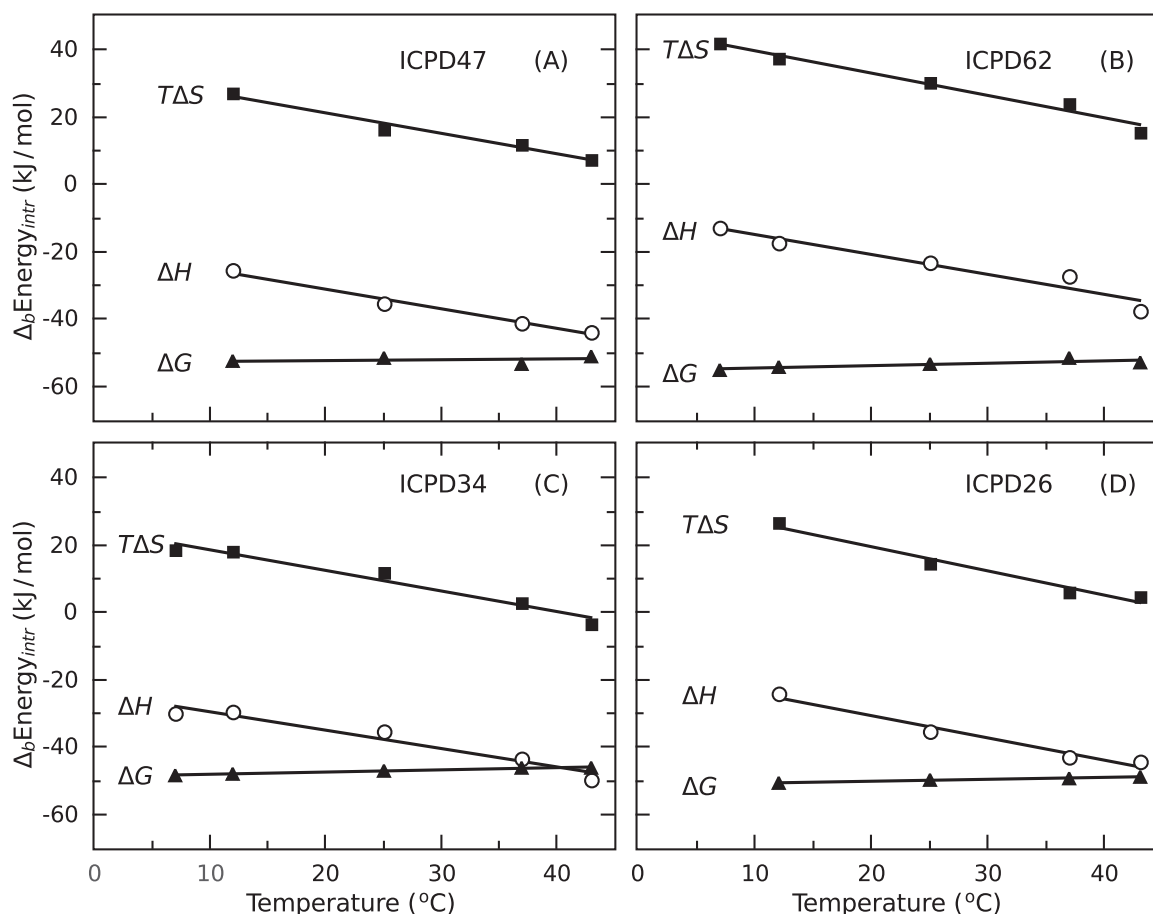 ICPD47 (A)
TΔS
ΔH
ΔG
40
20
0
-20
-40
-60
Δ_bEnergy_intr (kJ / mol)
ICPD62 (B)
TΔS
ΔH
ΔG
ICPD34 (C)
TΔS
ΔH
ΔG
40
20
0
-20
-40
-60
Δ_bEnergy_intr (kJ / mol)
0 10 20 30 40
Temperature (°C)
ICPD26 (D)
TΔS
ΔH
ΔG
0 10 20 30 40
Temperature (°C)